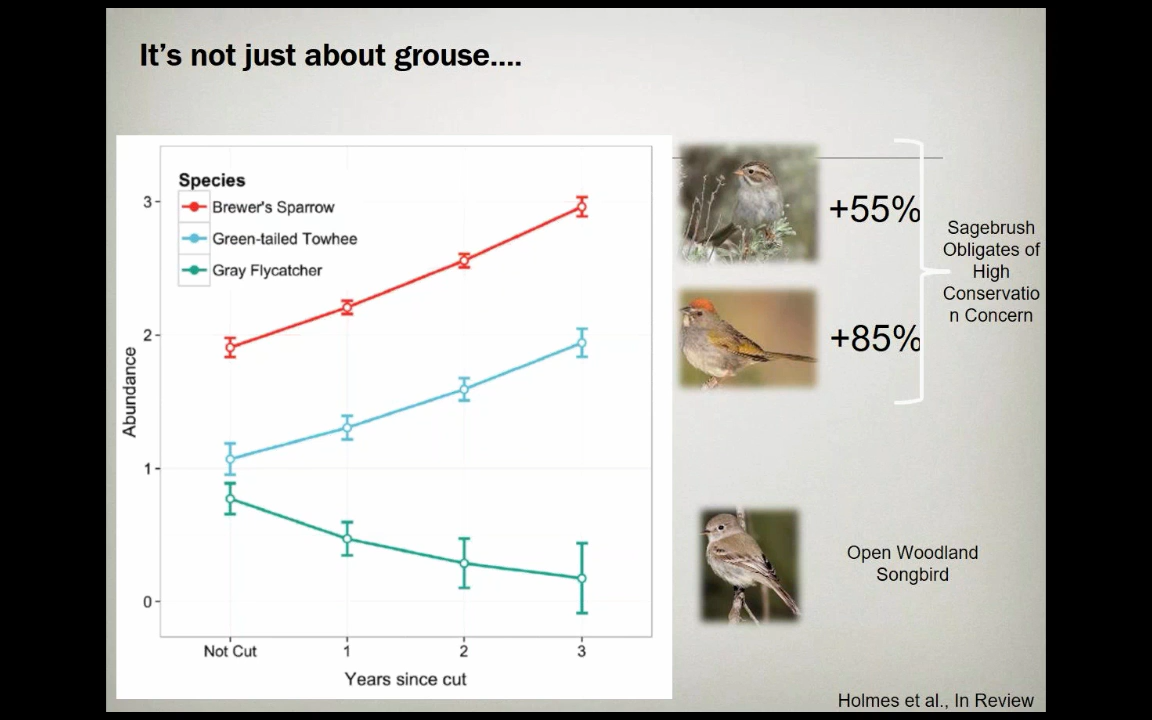 It's not just about grouse....
Species
Brewer's Sparrow
Green-tailed Towhee
Gray Flycatcher
3
2
1
0
Abundance
Not Cut
1
2
3
Years since cut
+55%
+85%
Sagebrush
Obligates of
High
Conservatio
n Concern
Open Woodland
Songbird
Holmes et al., In Review